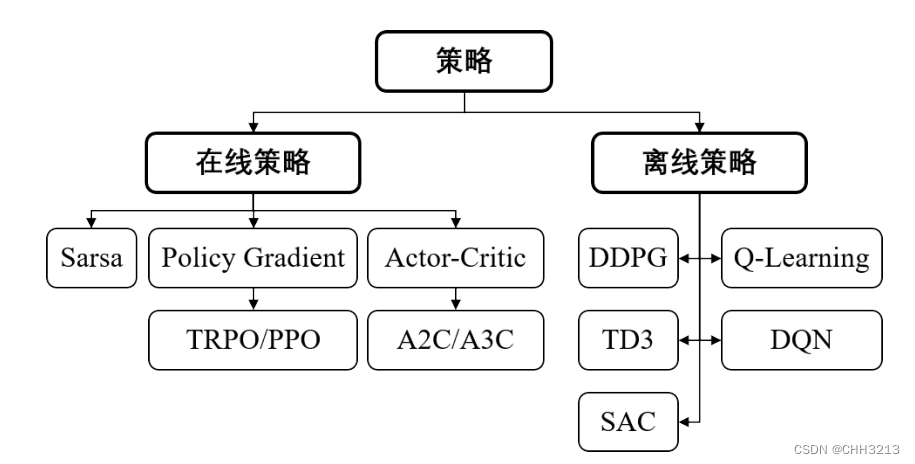 策略
在线策略
离线策略
Sarsa
Policy Gradient
Actor-Critic
DDPG
Q-Learning
TRPO/PPO
A2C/A3C
TD3
DQN
SAC
CSDN @CHH3213